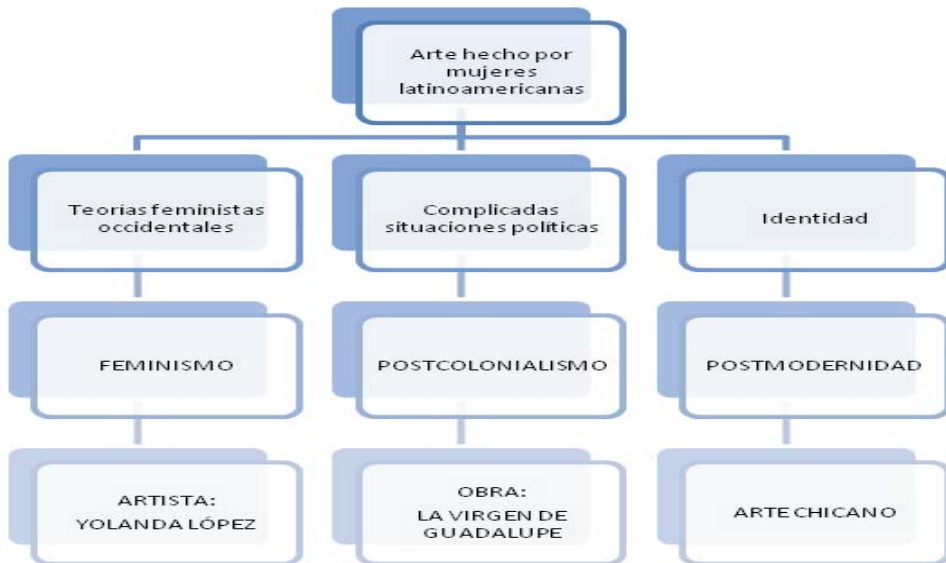 Arte hecho por
mujeres
latinoamericanas
Teorías feministas
occidentales
Complicadas
situaciones políticas
Identidad
FEMINISMO
POSTCOLONIALISMO
POSTMODERNIDAD
ARTISTA:
YOLANDA LÓPEZ
OBRA:
LA VIRGEN DE
GUADALUPE
ARTE CHICANO